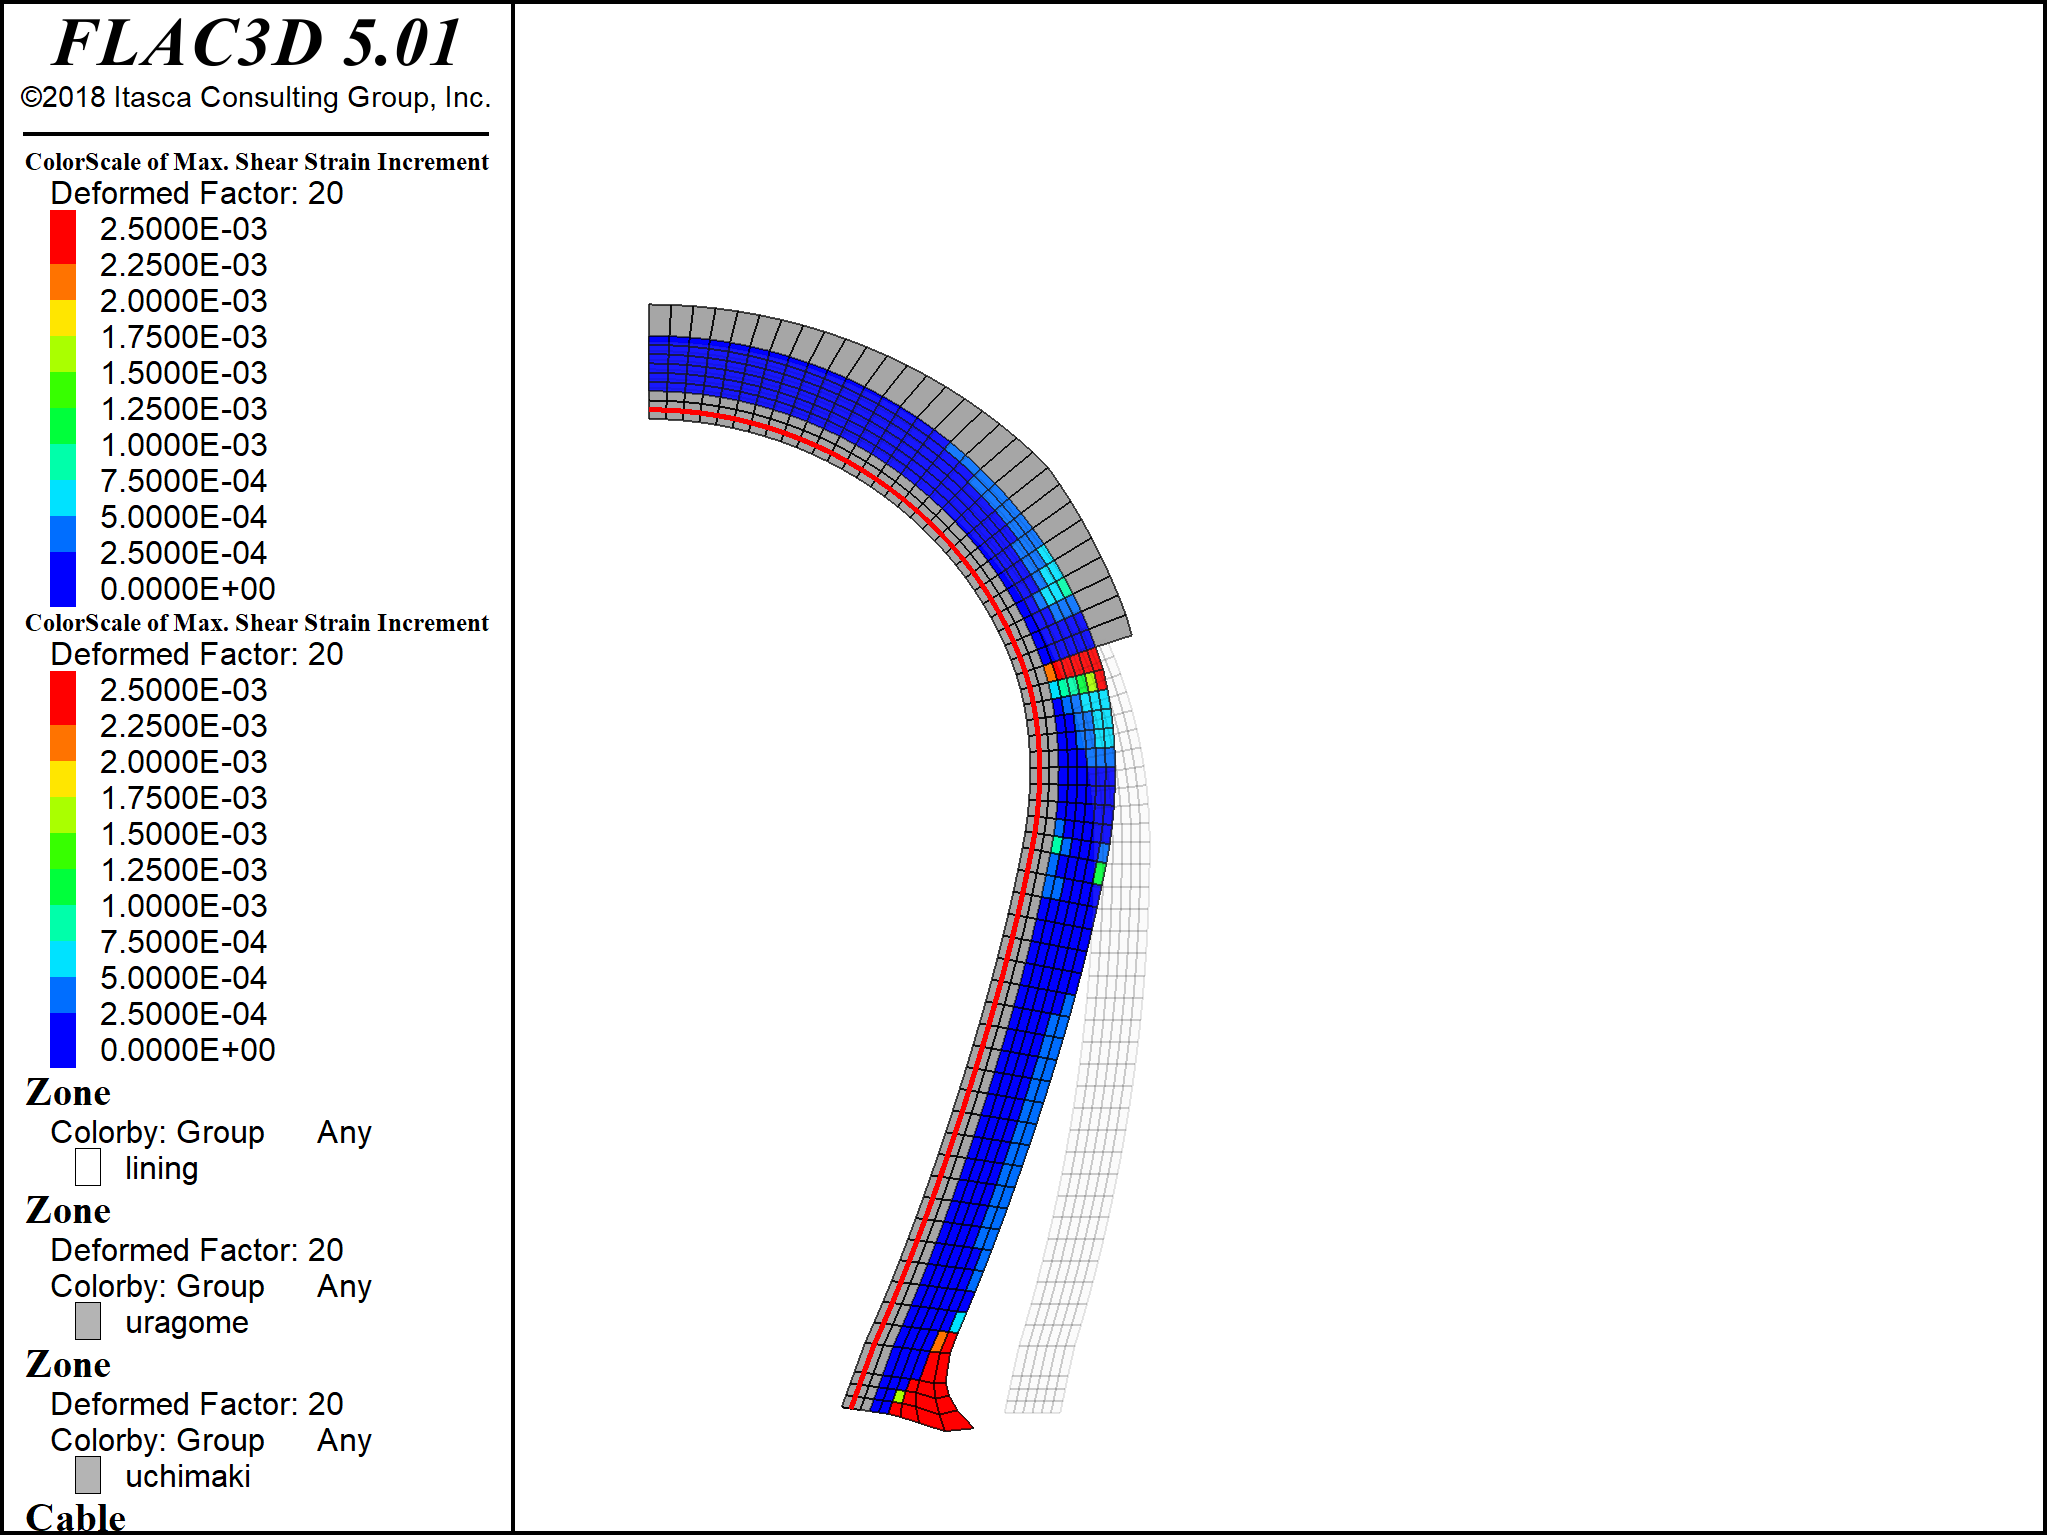 FLAC3D 5.01
©2018 Itasca Consulting Group, Inc.
ColorScale of Max. Shear Strain Increment
Deformed Factor: 20
2.5000E-03
2.2500E-03
2.0000E-03
1.7500E-03
1.5000E-03
1.2500E-03
1.0000E-03
7.5000E-04
5.0000E-04
2.5000E-04
0.0000E+00
ColorScale of Max. Shear Strain Increment
Deformed Factor: 20
2.5000E-03
2.2500E-03
2.0000E-03
1.7500E-03
1.5000E-03
1.2500E-03
1.0000E-03
7.5000E-04
5.0000E-04
2.5000E-04
0.0000E+00
Zone
Colorby: Group Any
lining
Zone
Deformed Factor: 20
Colorby: Group Any
uragome
Zone
Deformed Factor: 20
Colorby: Group Any
uchimaki
Cable